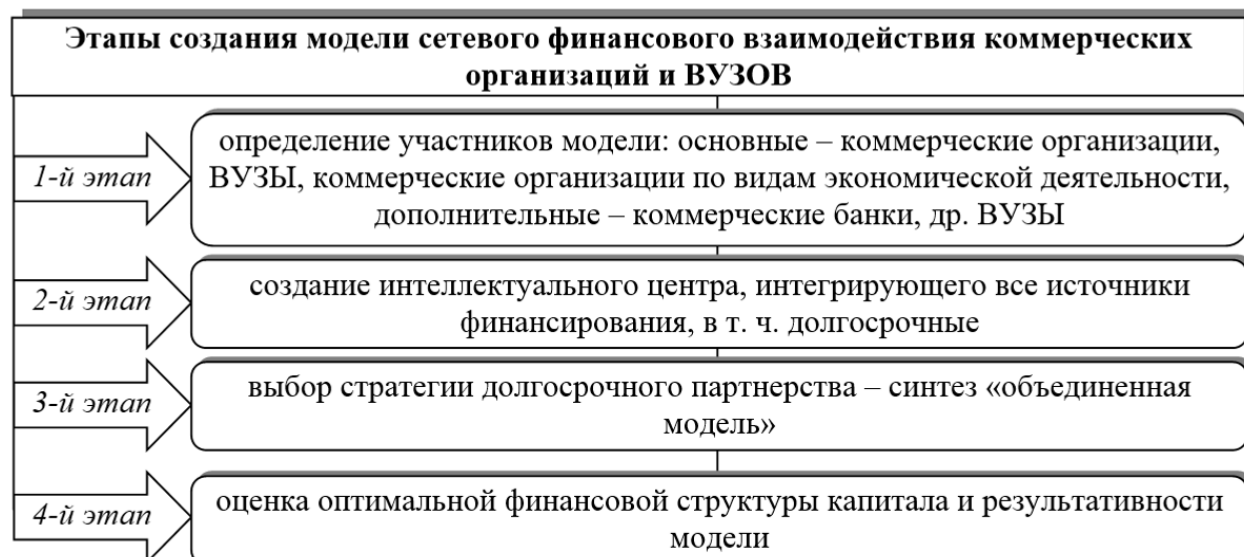 Этапы создания модели сетевого финансового взаимодействия коммерческих
организаций и ВУЗОВ
1-й этап
определение участников модели: основные – коммерческие организации,
ВУЗЫ, коммерческие организации по видам экономической деятельности,
дополнительные – коммерческие банки, др. ВУЗЫ
2-й этап
создание интеллектуального центра, интегрирующего все источники
финансирования, в т. ч. долгосрочные
3-й этап
выбор стратегии долгосрочного партнерства – синтез «объединенная
модель»
4-й этап
оценка оптимальной финансовой структуры капитала и результативности
модели